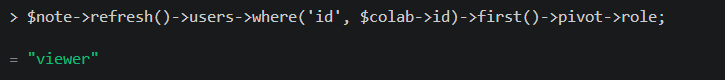 > $note->refresh()->users->where('id', $colab->id)->first()->pivot->role;
= "viewer"